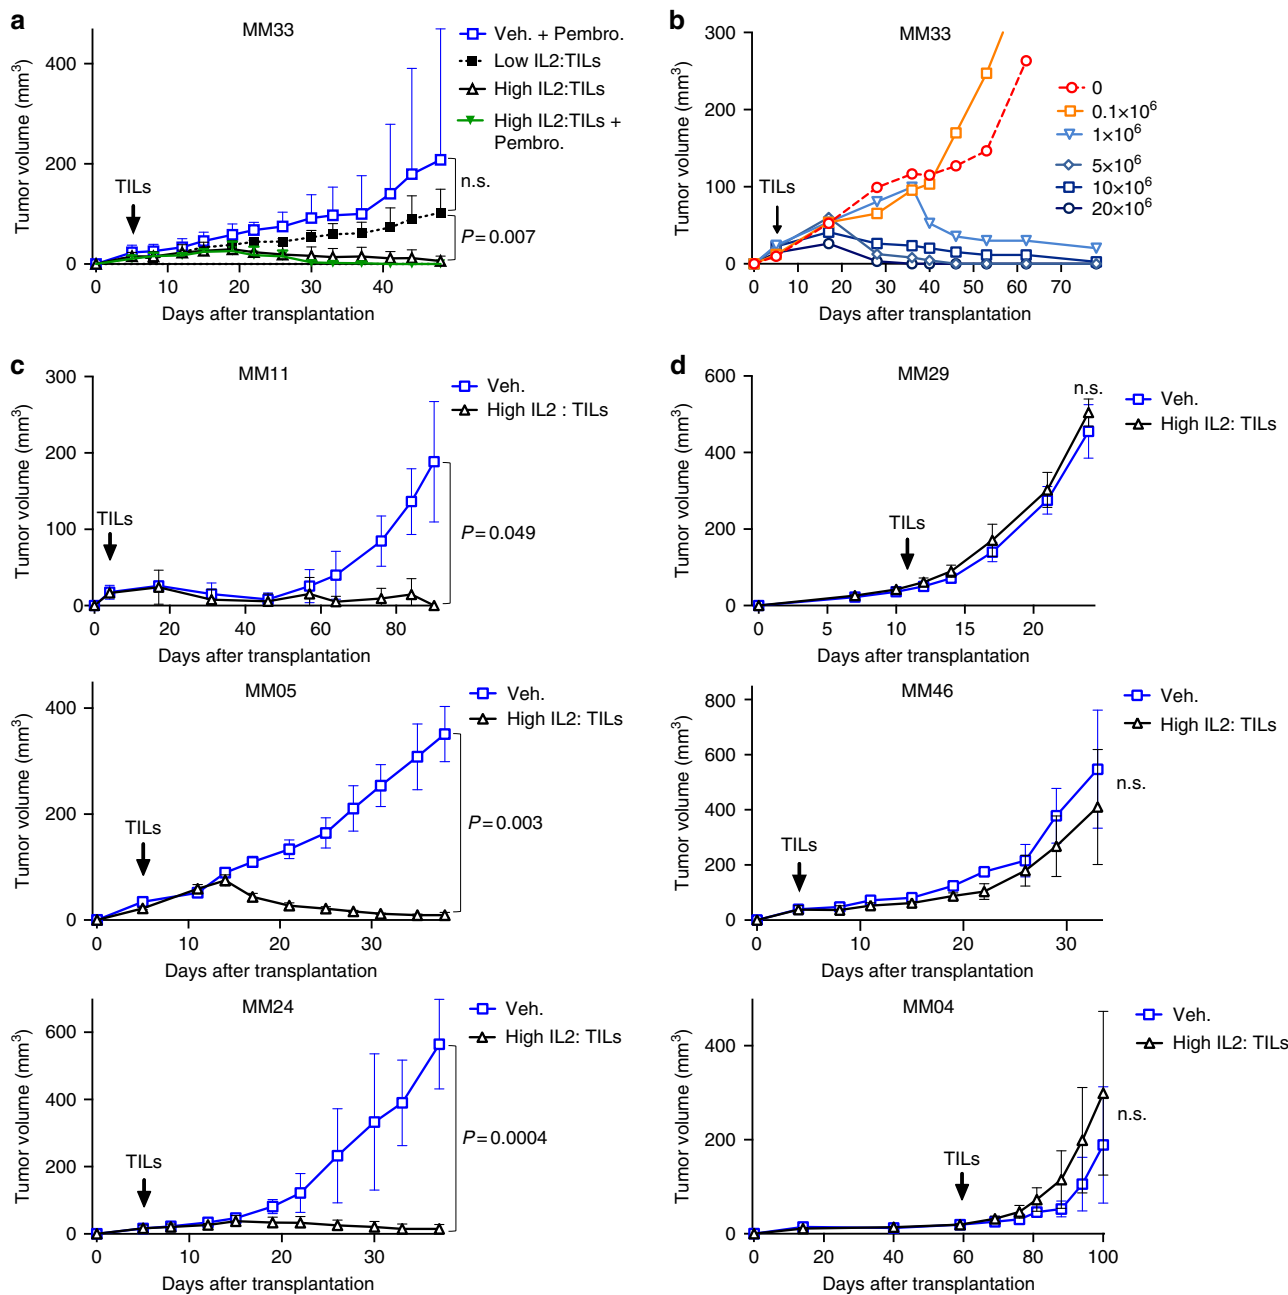 a
MM33
Tumor volume (mm³)
400
200
0
TILs
0 10 20 30 40
Days after transplantation
Veh. + Pembro.
Low IL2:TILs
High IL2:TILs
High IL2:TILs +
Pembro.
n.s.
P=0.007
b
MM33
Tumor volume (mm³)
300
200
100
0
TILs
0 10 20 30 40 50 60 70
Days after transplantation
0
0.1×10⁶
1×10⁶
5×10⁶
10×10⁶
20×10⁶
c
MM11
Tumor volume (mm³)
300
200
100
0
TILs
0 20 40 60 80
Days after transplantation
Veh.
High IL2 : TILs
P=0.049
MM05
Tumor volume (mm³)
400
200
0
TILs
0 10 20 30
Days after transplantation
Veh.
High IL2: TILs
P=0.003
MM24
Tumor volume (mm³)
600
400
200
0
TILs
0 10 20 30
Days after transplantation
Veh.
High IL2: TILs
P=0.0004
d
MM29
Tumor volume (mm³)
600
400
200
0
TILs
0 5 10 15 20
Days after transplantation
n.s.
Veh.
High IL2: TILs
MM46
Tumor volume (mm³)
800
600
400
200
0
TILs
0 10 20 30
Days after transplantation
Veh.
High IL2: TILs
n.s.
MM04
Tumor volume (mm³)
400
200
0
TILs
0 20 40 60 80 100
Days after transplantation
Veh.
High IL2: TILs
n.s.